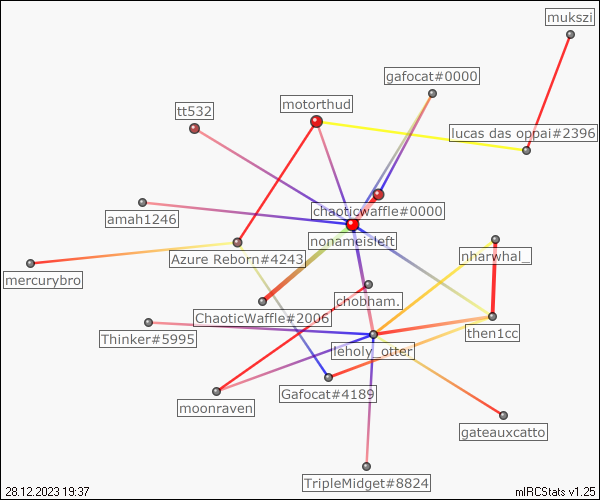 mukszi
gafocat#0000
motorthud
tt532
lucas das oppai#2396
chaoticwaffle#0000
amah1246
nonameisleft
nharwhal_
Azure Reborn#4243
mercurybro
chobham.
ChaoticWaffle#2006
then1cc
Thinker#5995
leholy_otter
Gafocat#4189
moonraven
gateauxcatto
TripleMidget#8824
28.12.2023 19:37
mIRCStats v1.25